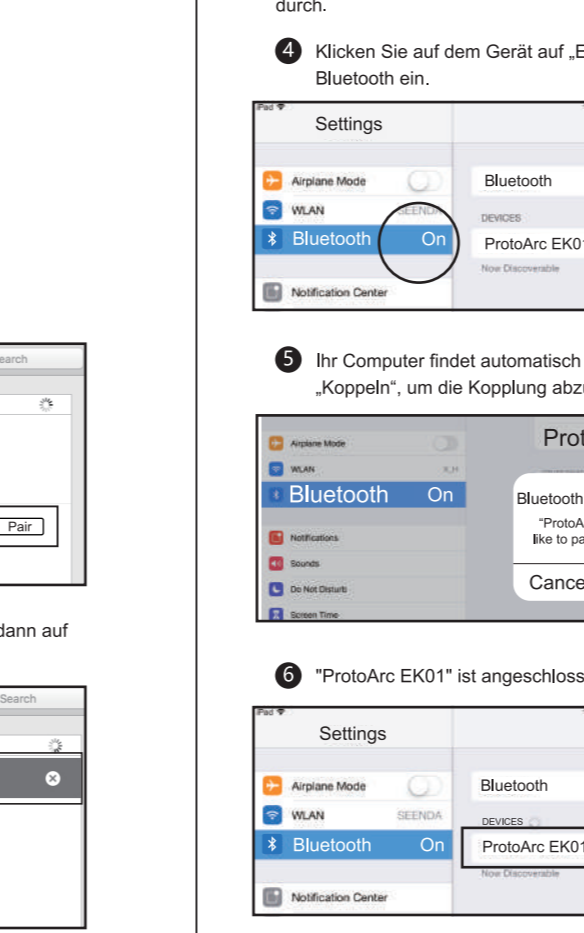 earch
Pair
dann auf
Search
durch.
4 Klicken Sie auf dem Gerät auf „E
Bluetooth ein.
iPad
Settings
Airplane Mode
WLAN SEENDA
Bluetooth On
Notification Center
Bluetooth
DEVICES
ProtoArc EK01
Now Discoverable
5 Ihr Computer findet automatisch
„Koppeln“, um die Kopplung abzu
Airplane Mode
WLAN X_H
Bluetooth On
Notifications
Sounds
Do Not Disturb
Screen Time
Prot
Bluetooth
“ProtoA
like to pa
Cance
6 "ProtoArc EK01" ist angeschloss
iPad
Settings
Airplane Mode
WLAN SEENDA
Bluetooth On
Notification Center
Bluetooth
DEVICES
ProtoArc EK01
Now Discoverable